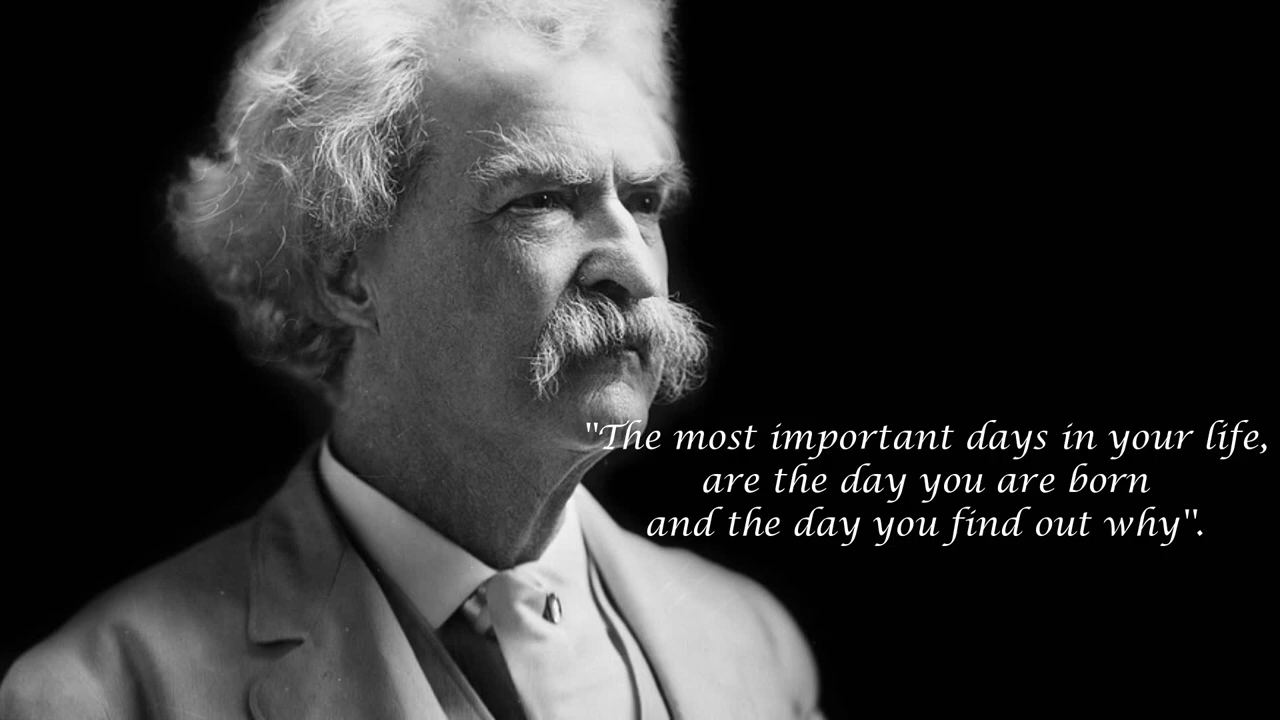 "The most important days in your life,
are the day you are born
and the day you find out why".